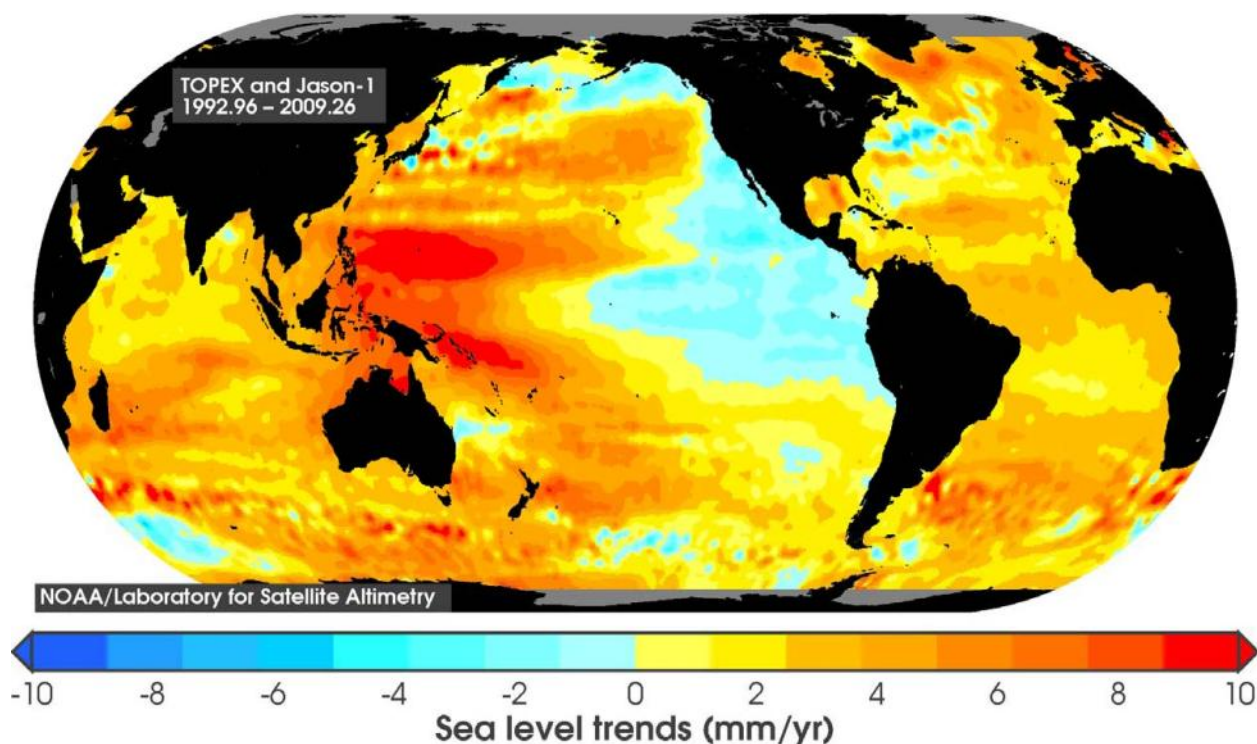 TOPEX and Jason-1
1992.96 – 2009.26
NOAA/Laboratory for Satellite Altimetry
-10 -8 -6 -4 -2 0 2 4 6 8 10
Sea level trends (mm/yr)